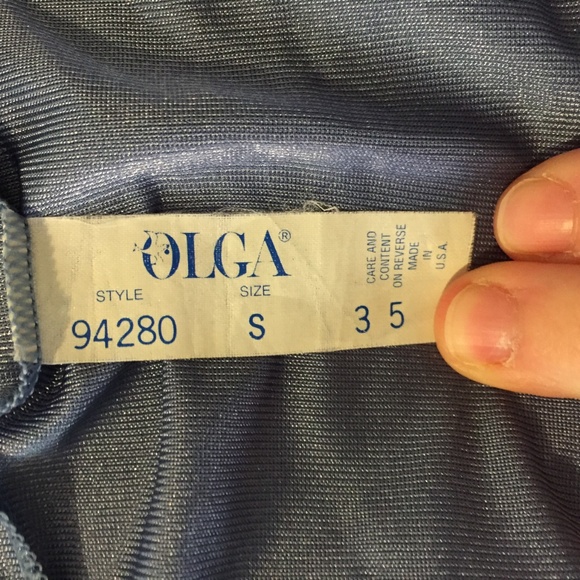 OLGA®
STYLE SIZE
94280 S 3 5
CARE AND
CONTENT
ON REVERSE
MADE
IN
U.S.A.